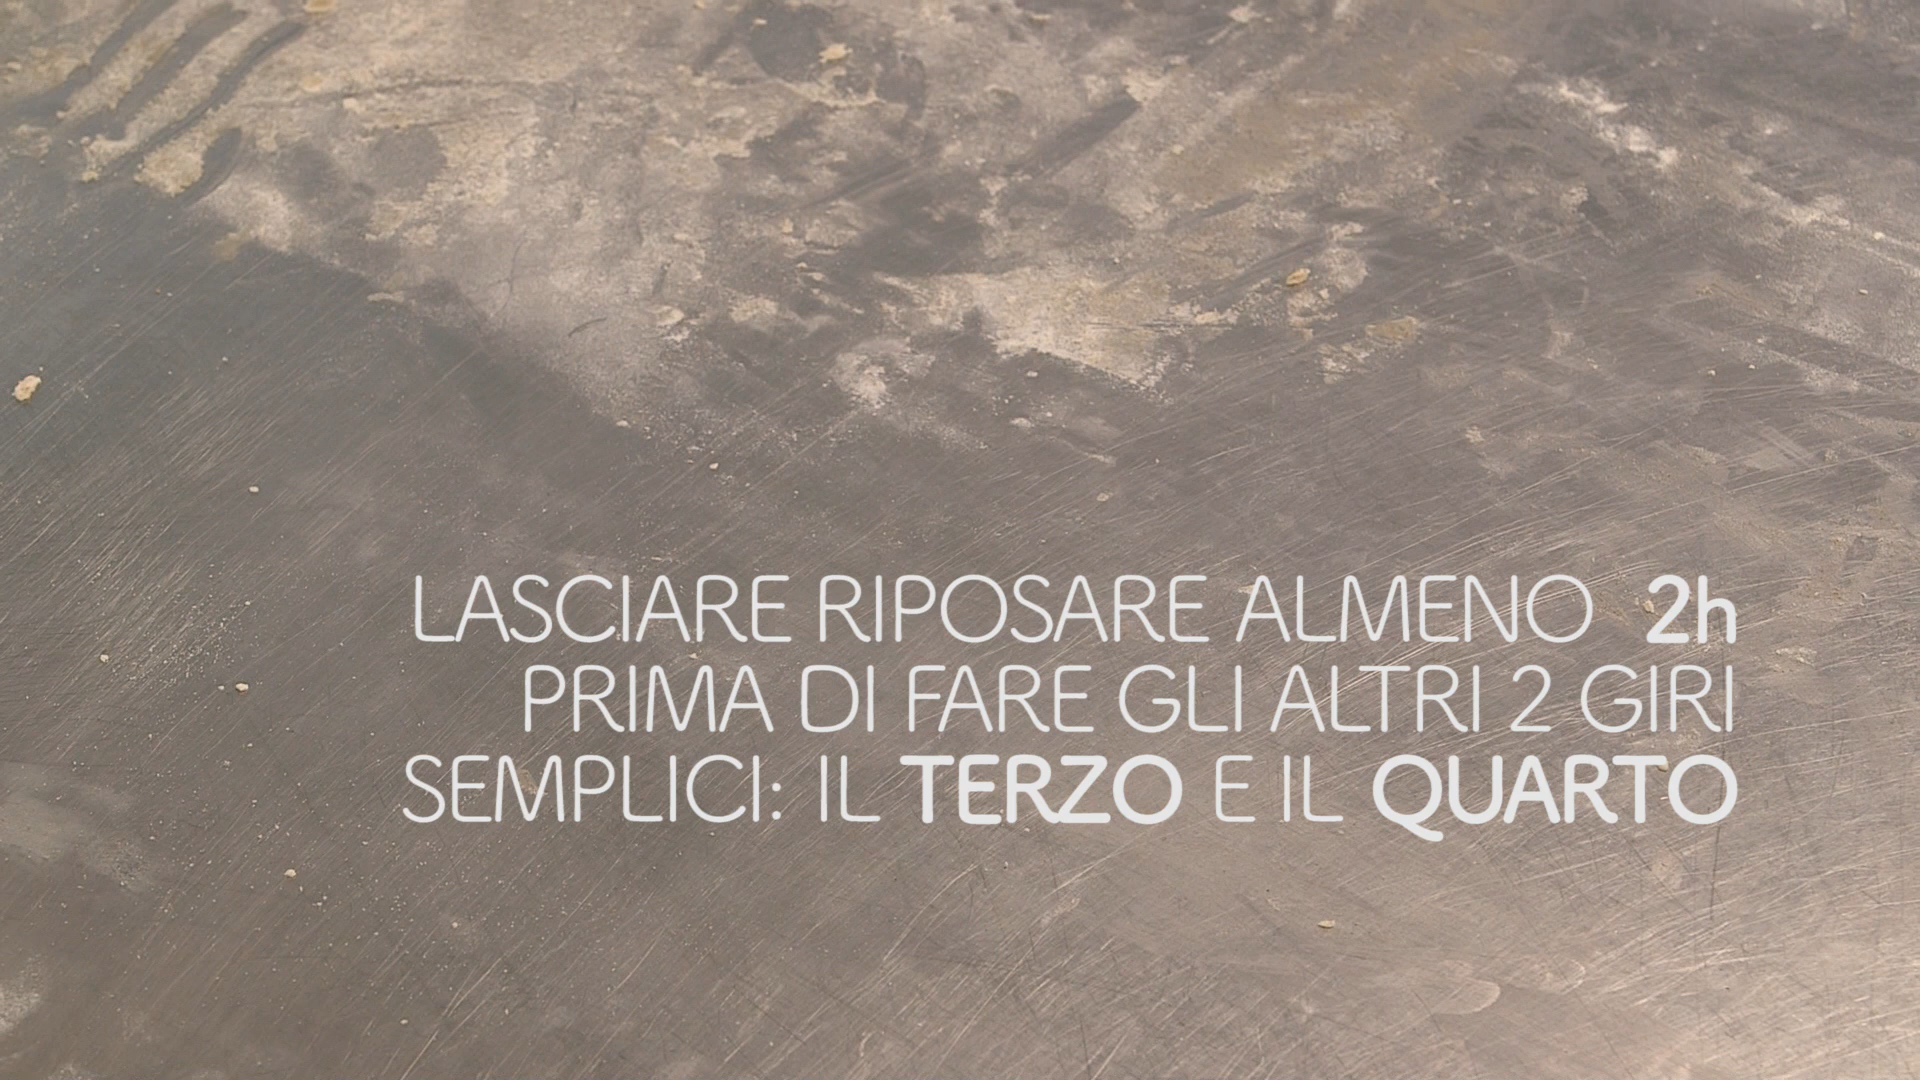 LASCIARE RIPOSARE ALMENO 2h
PRIMA DI FARE GLI ALTRI 2 GIRI
SEMPLICI: IL TERZO E IL QUARTO